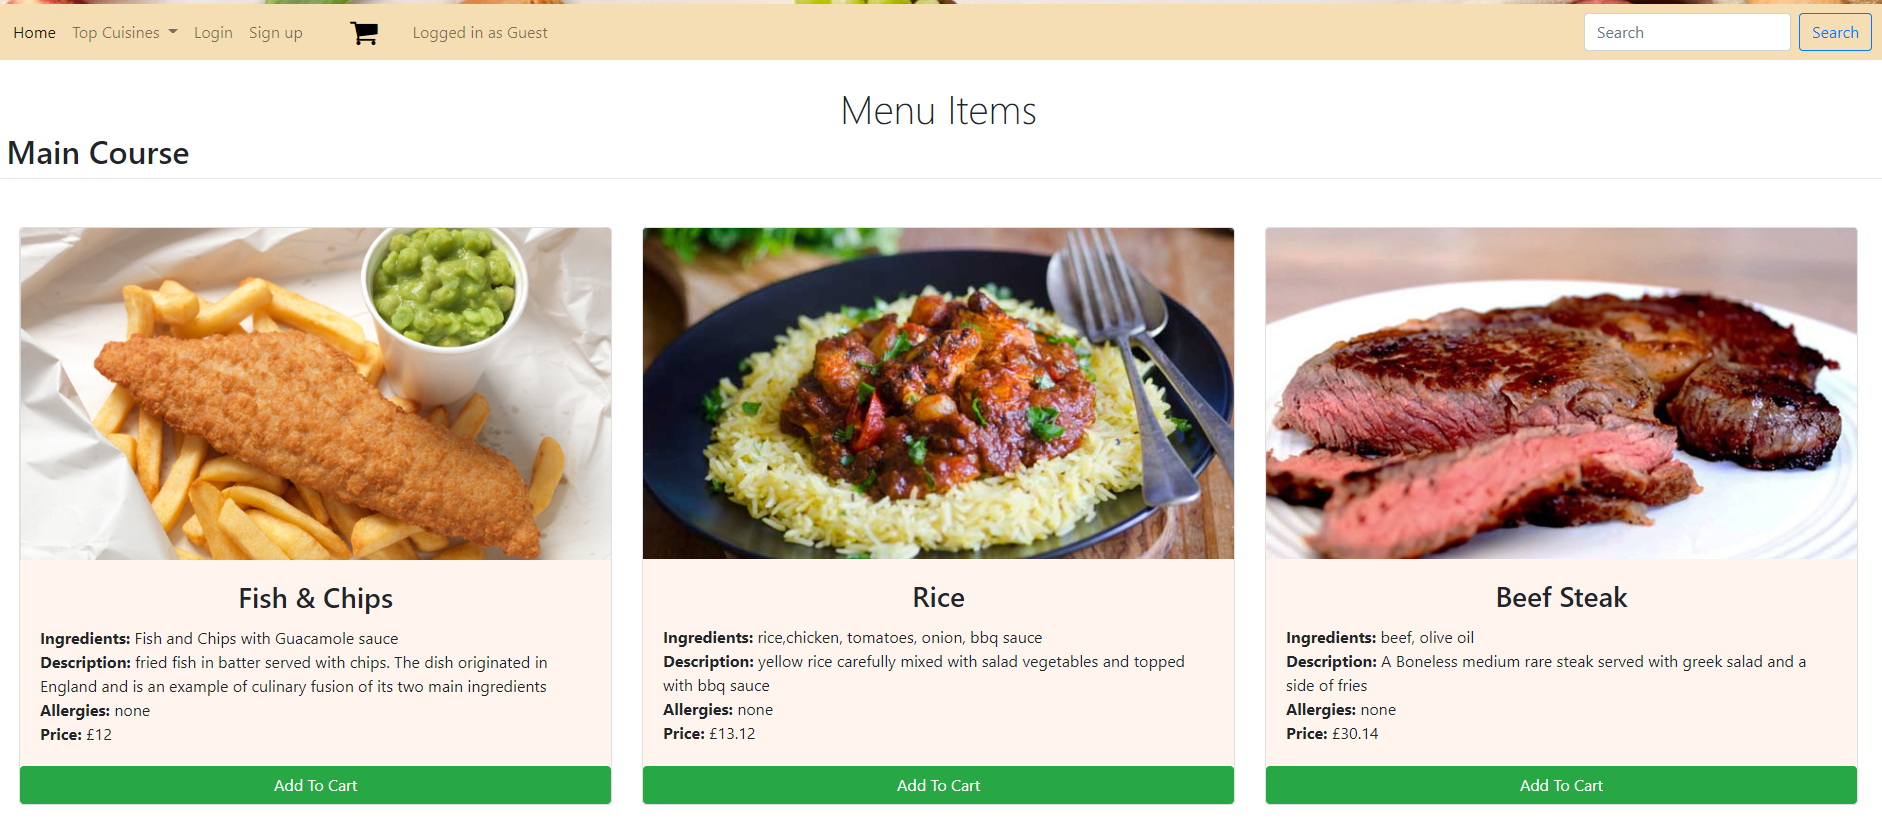 Home Top Cuisines Login Sign up Logged in as Guest Search Search
Menu Items
Main Course
Fish & Chips
Ingredients: Fish and Chips with Guacamole sauce
Description: fried fish in batter served with chips. The dish originated in
England and is an example of culinary fusion of its two main ingredients
Allergies: none
Price: £12
Add To Cart
Rice
Ingredients: rice,chicken, tomatoes, onion, bbq sauce
Description: yellow rice carefully mixed with salad vegetables and topped
with bbq sauce
Allergies: none
Price: £13.12
Add To Cart
Beef Steak
Ingredients: beef, olive oil
Description: A Boneless medium rare steak served with greek salad and a
side of fries
Allergies: none
Price: £30.14
Add To Cart